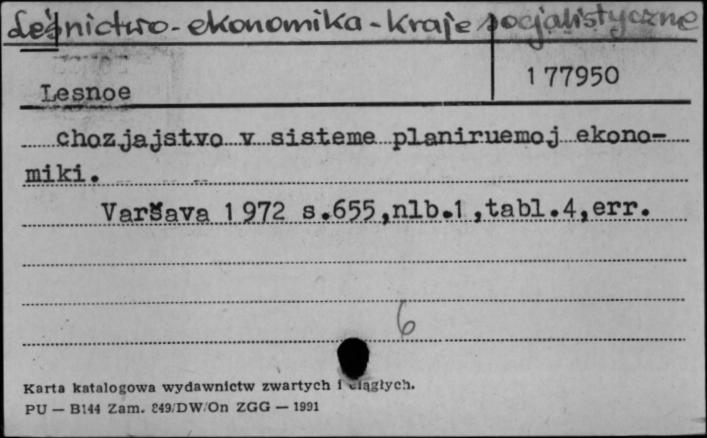 Leśnictwo - ekonomika - kraje socjalistyczne
177950
Lesnoe
chozjajstvo v sisteme planiruemoj ekono-
miki.
Varšava 1972 s.655,nlb.1,tabl.4,err.
6
Karta katalogowa wydawnictw zwartych i ciągłych.
PU — B144 Zam. 849/DW/On ZGG — 1991